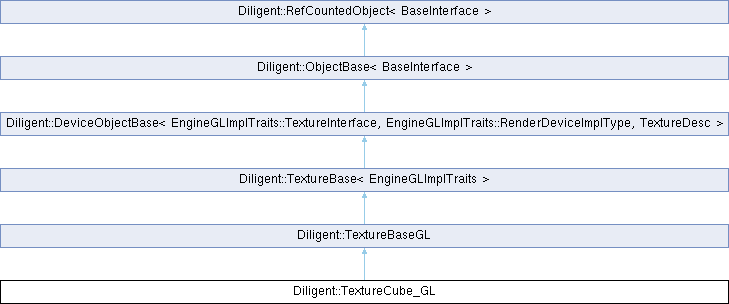 Diligent::RefCountedObject< BaseInterface >
Diligent::ObjectBase< BaseInterface >
Diligent::DeviceObjectBase< EngineGLImplTraits::TextureInterface, EngineGLImplTraits::RenderDeviceImplType, TextureDesc >
Diligent::TextureBase< EngineGLImplTraits >
Diligent::TextureBaseGL
Diligent::TextureCube_GL